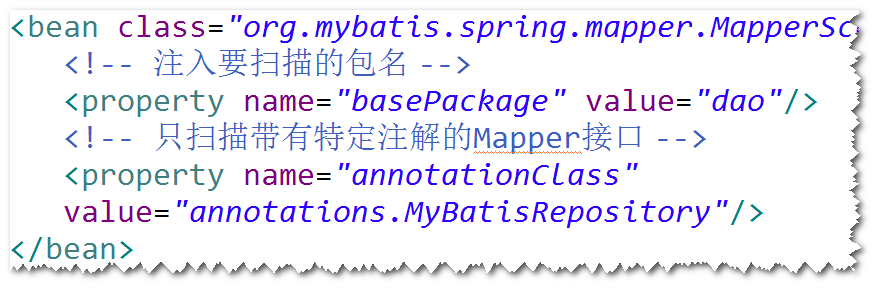 <bean class="org.mybatis.spring.mapper.MapperSc
<!-- 注入要扫描的包名 -->
<property name="basePackage" value="dao"/>
<!-- 只扫描带有特定注解的Mapper接口 -->
<property name="annotationClass"
value="annotations.MyBatisRepository"/>
</bean>